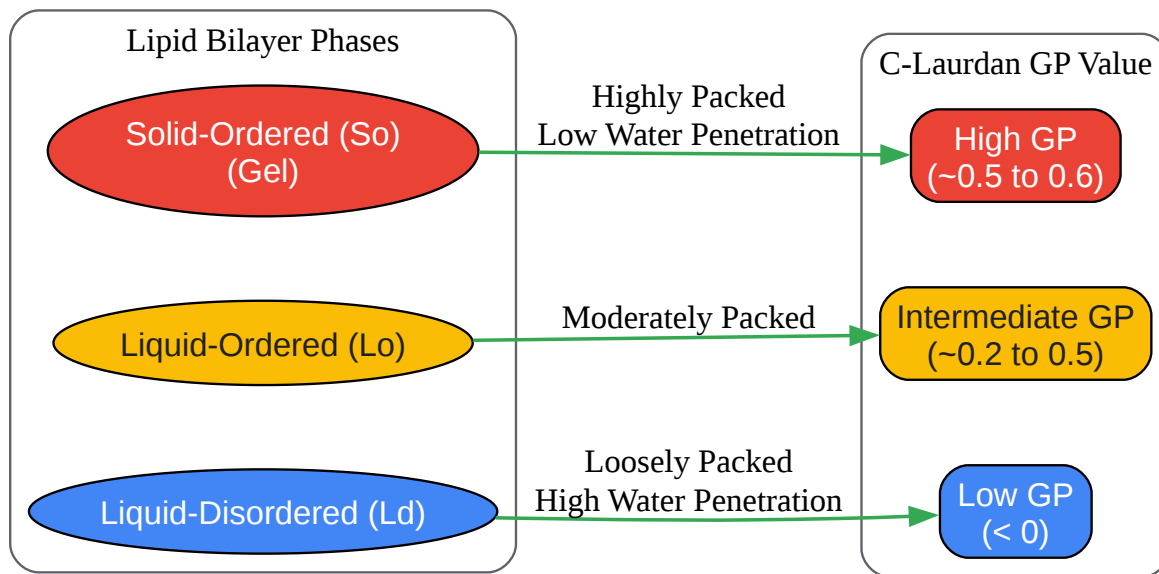 Lipid Bilayer Phases
C-Laurdan GP Value
Solid-Ordered (So)
(Gel)
Highly Packed
Low Water Penetration
High GP
(~0.5 to 0.6)
Liquid-Ordered (Lo)
Moderately Packed
Intermediate GP
(~0.2 to 0.5)
Liquid-Disordered (Ld)
Loosely Packed
High Water Penetration
Low GP
(< 0)